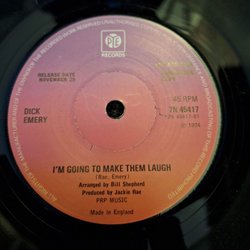 PYE
RECORDS
RELEASE DATE
NOVEMBER 29
45 RPM
DICK
EMERY
7N 45417
℗ 1974
I'M GOING TO MAKE THEM LAUGH
(Rae, Emery)
Arranged by Bill Shepherd
Produced by Jackie Rae
PRP MUSIC
Made in England